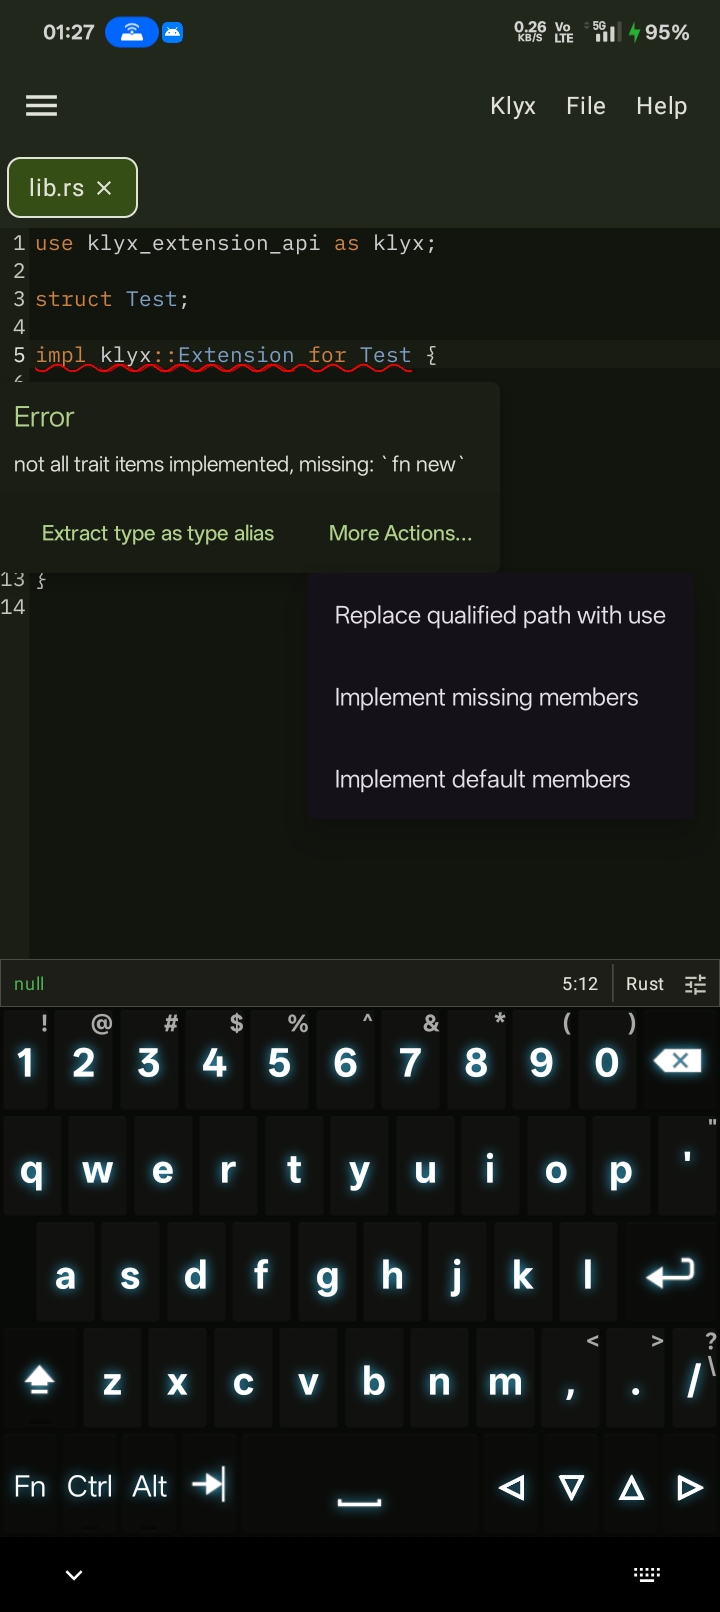 01:27 0.26 KB/S Vo LTE 5G 95%
Klyx File Help
lib.rs ×
1 use klyx_extension_api as klyx;
2
3 struct Test;
4
5 impl klyx::Extension for Test {
Error
not all trait items implemented, missing: `fn new`
Extract type as type alias More Actions...
13 }
14
Replace qualified path with use
Implement missing members
Implement default members
null 5:12 Rust
! @ # $ % ^ & * ( )
1 2 3 4 5 6 7 8 9 0
"
q w e r t y u i o p '
a s d f g h j k l
< > ?
z x c v b n m , . / \
Fn Ctrl Alt